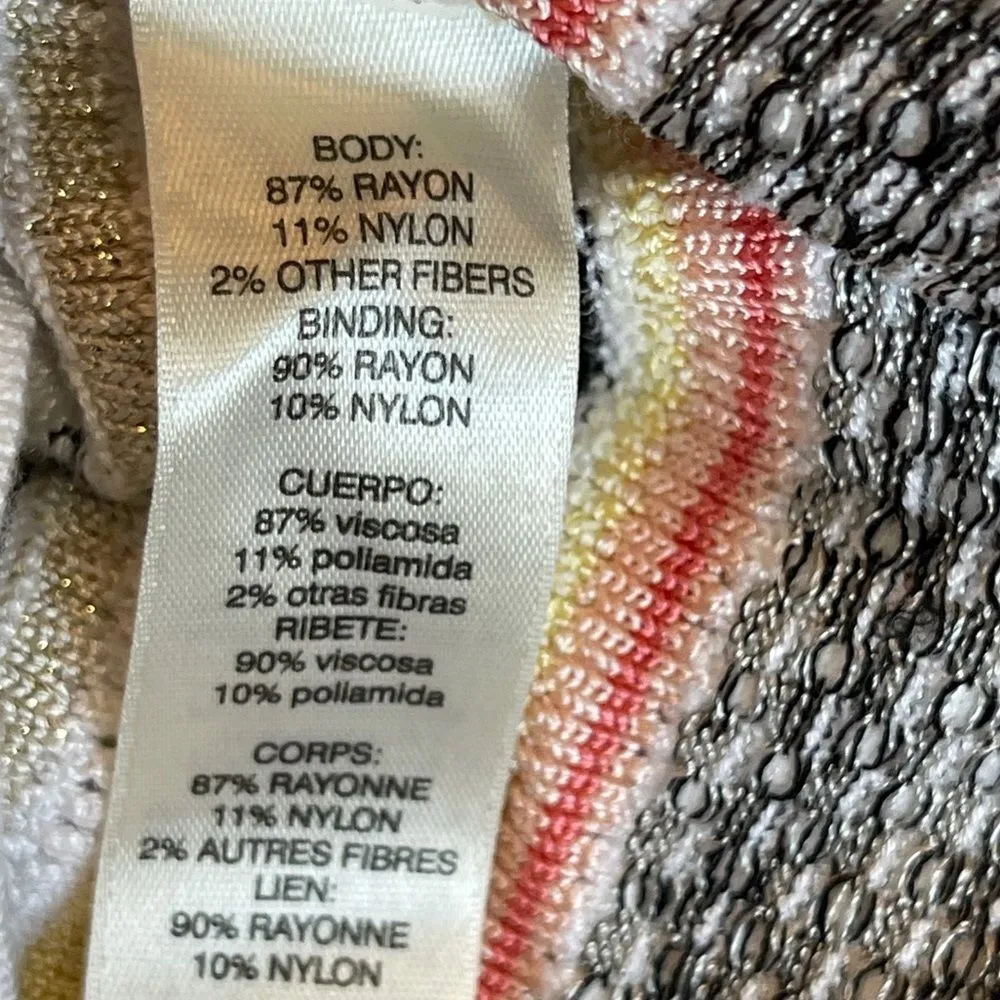 BODY:
87% RAYON
11% NYLON
2% OTHER FIBERS
BINDING:
90% RAYON
10% NYLON
CUERPO:
87% viscosa
11% poliamida
2% otras fibras
RIBETE:
90% viscosa
10% poliamida
CORPS:
87% RAYONNE
11% NYLON
2% AUTRES FIBRES
LIEN:
90% RAYONNE
10% NYLON